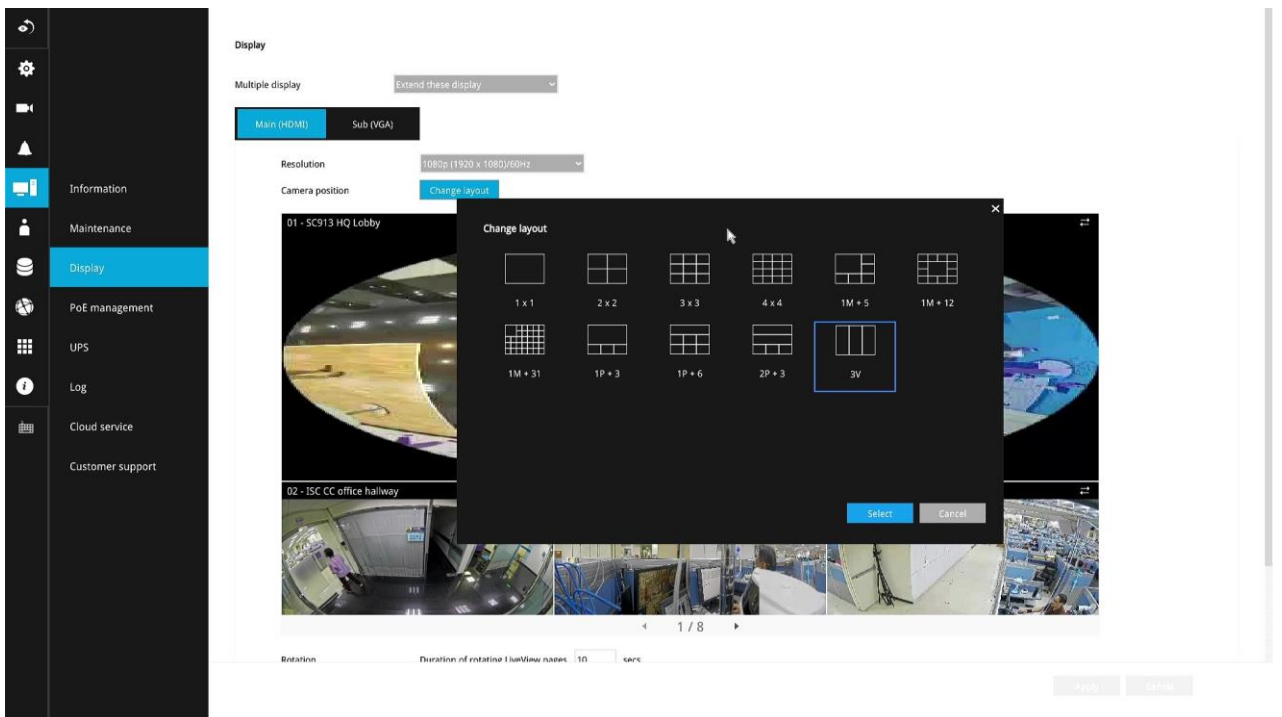 Display
Multiple display Extend these display
Main (HDMI) Sub (VGA)
Resolution 1080p (1920 x 1080)/60Hz
Camera position Change layout
Information
Maintenance
Display
PoE management
UPS
Log
Cloud service
Customer support
01 - SC913 HQ Lobby
Change layout
1 x 1 2 x 2 3 x 3 4 x 4 1M + 5 1M + 12
1M + 31 1P + 3 1P + 6 2P + 3 3V
Select Cancel
02 - ISC CC office hallway
1 / 8
Rotation Duration of rotating LiveView pages 10 secs
Apply Cancel